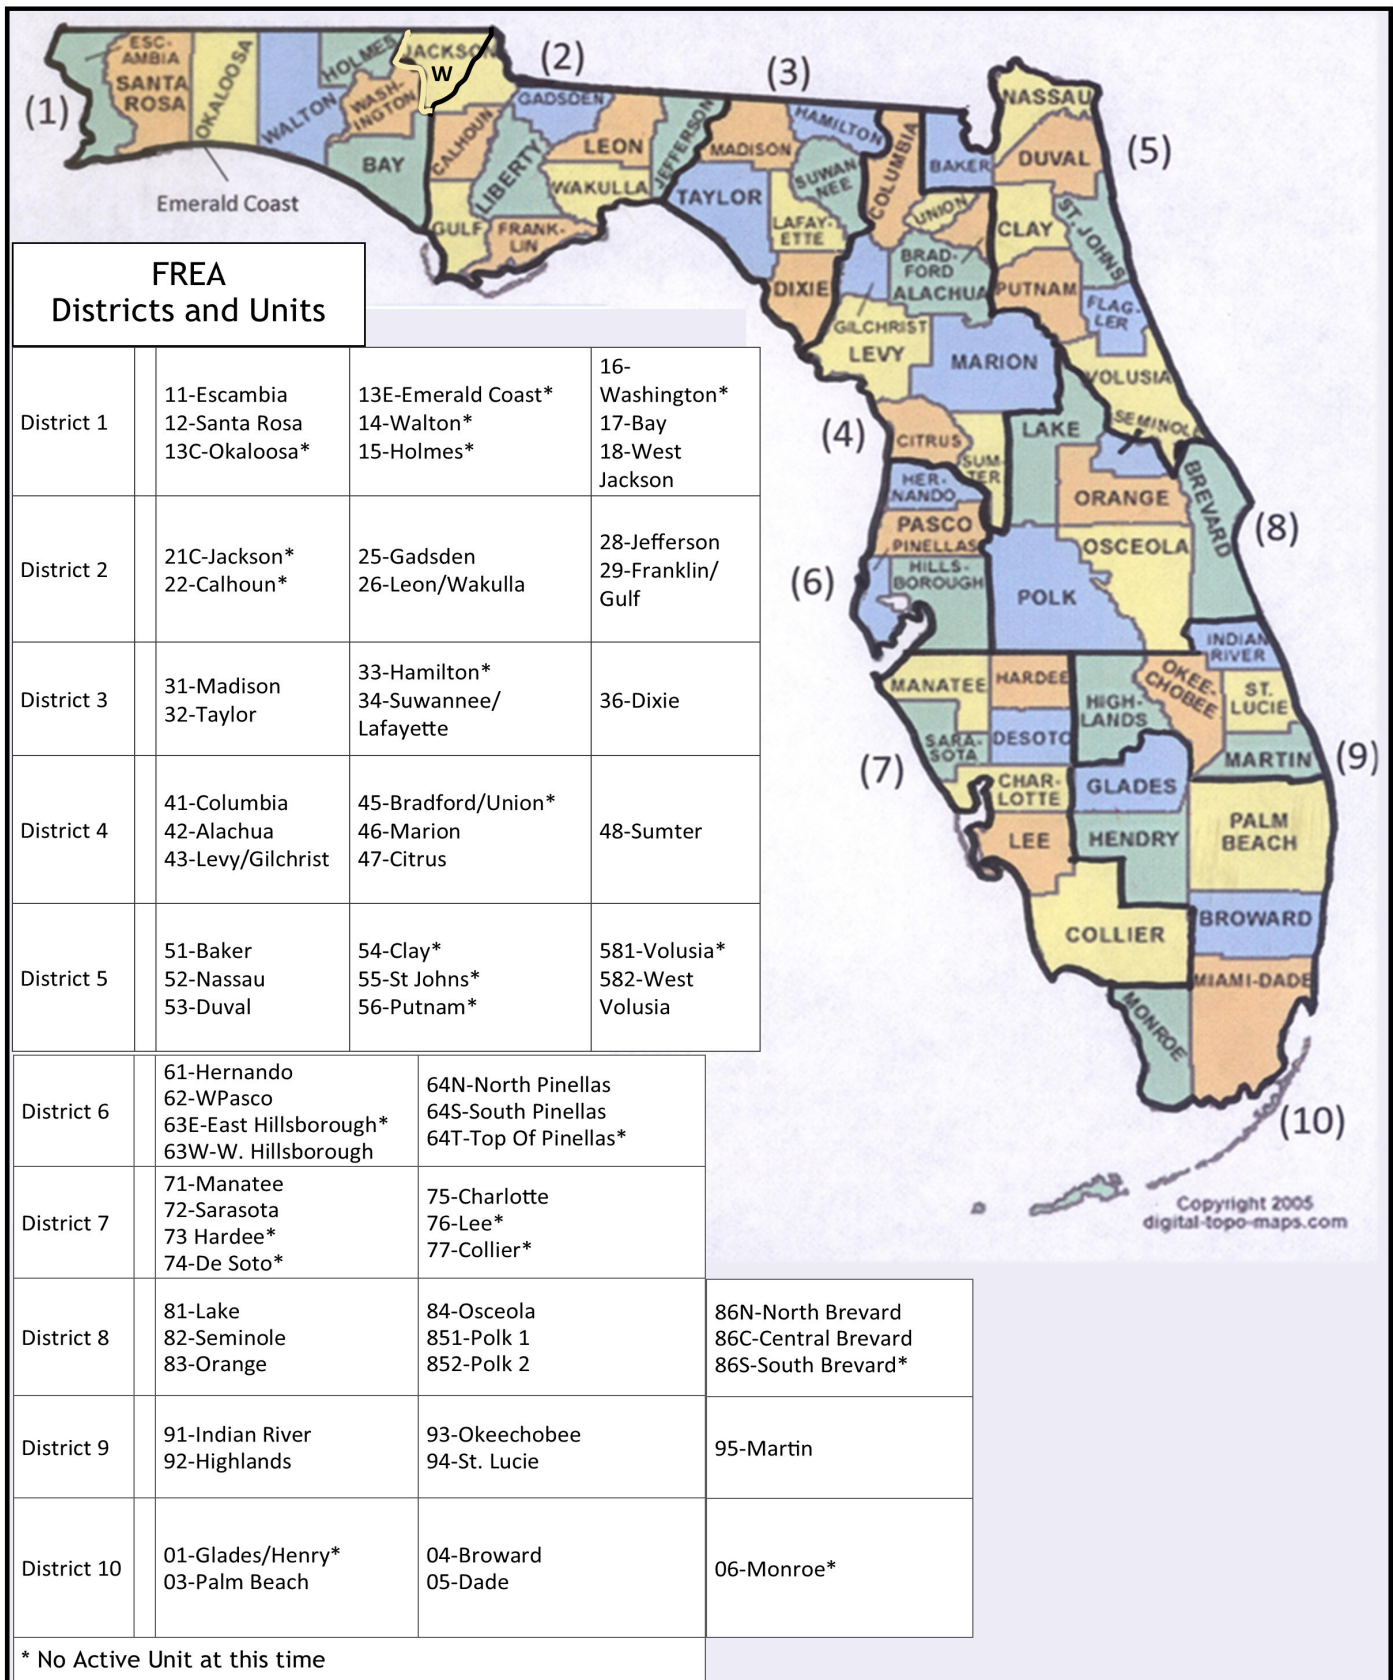 (1)
(2)
(3)
(5)
(4)
(6)
(7)
(8)
(9)
(10)
ESC-
AMBIA
SANTA
ROSA
OKALOOSA
WALTON
HOLMES
WASH-
INGTON
BAY
JACKSON
W
CALHOUN
GULF
LIBERTY
GADSDEN
LEON
WAKULLA
FRANK-
LIN
JEFFERSON
MADISON
TAYLOR
HAMILTON
SUWAN-
NEE
LAFAY-
ETTE
DIXIE
COLUMBIA
BAKER
NASSAU
DUVAL
CLAY
ST. JOHNS
UNION
BRAD-
FORD
ALACHUA
PUTNAM
FLAG-
LER
GILCHRIST
LEVY
MARION
VOLUSIA
CITRUS
SUM-
TER
LAKE
SEMINOLE
HER-
NANDO
PASCO
PINELLAS
HILLS-
BOROUGH
ORANGE
BREVARD
OSCEOLA
POLK
INDIAN
RIVER
MANATEE
HARDEE
HIGH-
LANDS
OKEE-
CHOBEE
ST.
LUCIE
SARA-
SOTA
DESOTO
MARTIN
CHAR-
LOTTE
GLADES
LEE
HENDRY
PALM
BEACH
COLLIER
BROWARD
MIAMI-DADE
MONROE
Emerald Coast
Copyright 2005
digital-topo-maps.com
FREA
Districts and Units
District 1
11-Escambia
12-Santa Rosa
13C-Okaloosa*
13E-Emerald Coast*
14-Walton*
15-Holmes*
16-
Washington*
17-Bay
18-West
Jackson
District 2
21C-Jackson*
22-Calhoun*
25-Gadsden
26-Leon/Wakulla
28-Jefferson
29-Franklin/
Gulf
District 3
31-Madison
32-Taylor
33-Hamilton*
34-Suwannee/
Lafayette
36-Dixie
District 4
41-Columbia
42-Alachua
43-Levy/Gilchrist
45-Bradford/Union*
46-Marion
47-Citrus
48-Sumter
District 5
51-Baker
52-Nassau
53-Duval
54-Clay*
55-St Johns*
56-Putnam*
581-Volusia*
582-West
Volusia
District 6
61-Hernando
62-WPasco
63E-East Hillsborough*
63W-W. Hillsborough
64N-North Pinellas
64S-South Pinellas
64T-Top Of Pinellas*
District 7
71-Manatee
72-Sarasota
73 Hardee*
74-De Soto*
75-Charlotte
76-Lee*
77-Collier*
District 8
81-Lake
82-Seminole
83-Orange
84-Osceola
851-Polk 1
852-Polk 2
86N-North Brevard
86C-Central Brevard
86S-South Brevard*
District 9
91-Indian River
92-Highlands
93-Okeechobee
94-St. Lucie
95-Martin
District 10
01-Glades/Henry*
03-Palm Beach
04-Broward
05-Dade
06-Monroe*
* No Active Unit at this time